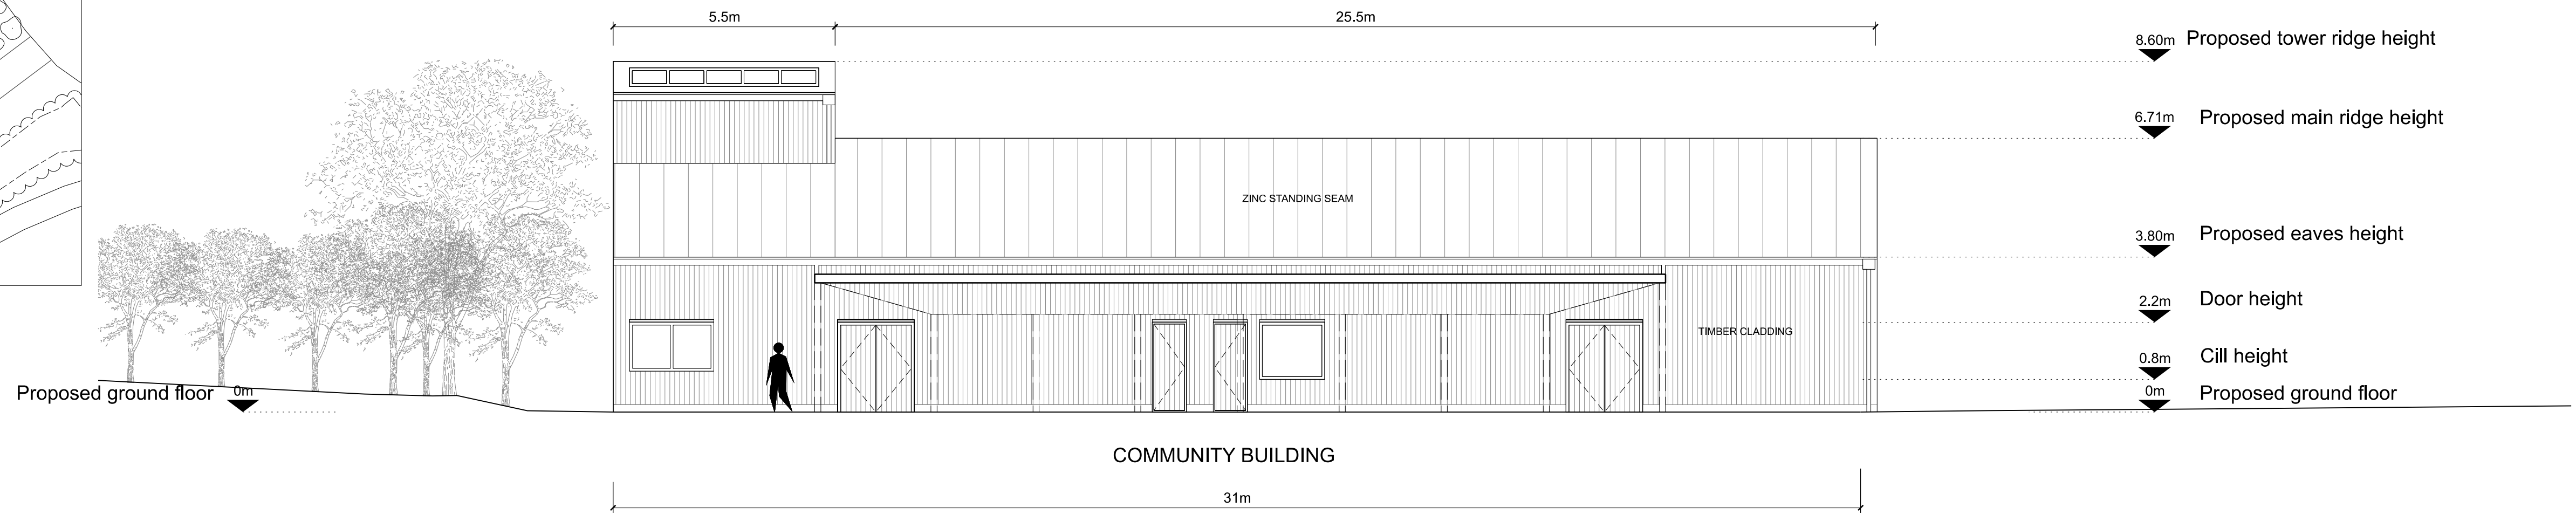 5.5m
25.5m
8.60m Proposed tower ridge height
6.71m Proposed main ridge height
ZINC STANDING SEAM
3.80m Proposed eaves height
2.2m Door height
TIMBER CLADDING
0.8m Cill height
Proposed ground floor 0m
0m Proposed ground floor
COMMUNITY BUILDING
31m